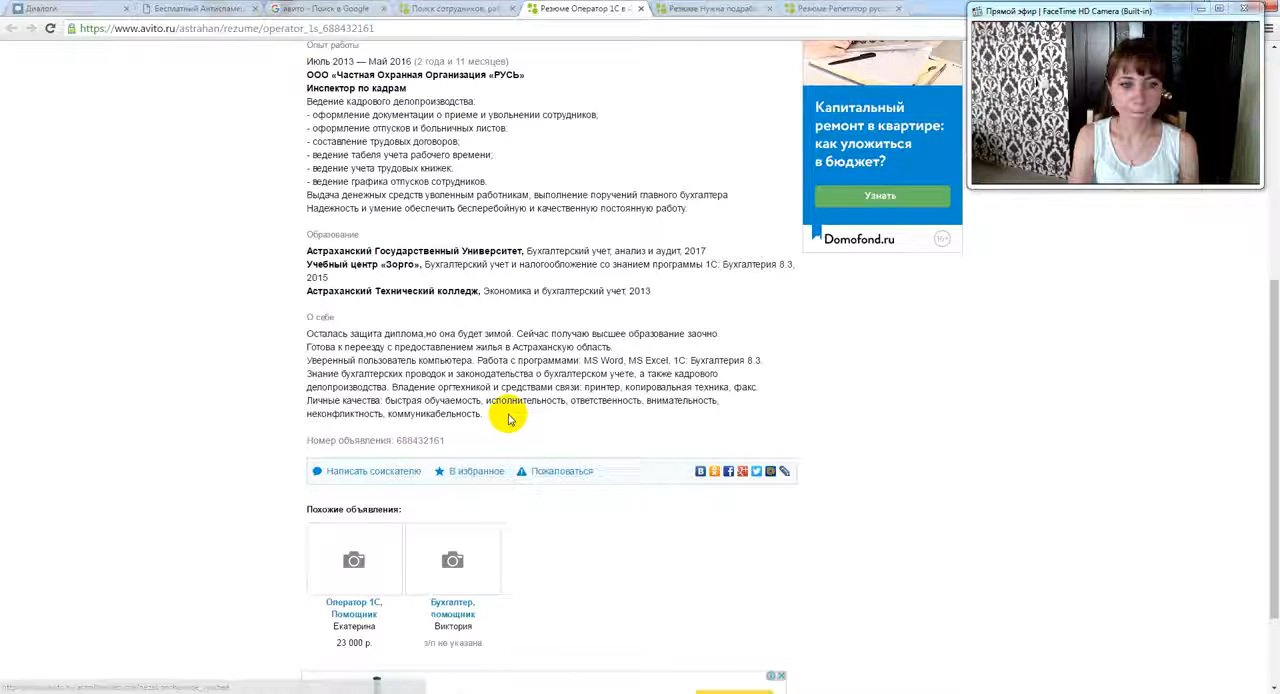 Диалоги
Бесплатный Антиспаме
авито - Поиск в Google
Поиск сотрудников, раб
Резюме Оператор 1С в А
Резюме Нужна подрабо
Резюме Репетитор русс
Прямой эфир | FaceTime HD Camera (Built-in)
https://www.avito.ru/astrahan/rezume/operator_1s_688432161
Опыт работы
Июль 2013 — Май 2016 (2 года и 11 месяцев)
ООО «Частная Охранная Организация «РУСЬ»
Инспектор по кадрам
Ведение кадрового делопроизводства.
- оформление документации о приеме и увольнении сотрудников;
- оформление отпусков и больничных листов;
- составление трудовых договоров;
- ведение табеля учета рабочего времени;
- ведение учета трудовых книжек.
- ведение графика отпусков сотрудников.
Выдача денежных средств уволенным работникам, выполнение поручений главного бухгалтера
Надежность и умение обеспечить бесперебойную и качественную постоянную работу.
Образование
Астраханский Государственный Университет, Бухгалтерский учет, анализ и аудит, 2017
Учебный центр «Зорго», Бухгалтерский учет и налогообложение со знанием программы 1С: Бухгалтерия 8.3,
2015
Астраханский Технический колледж, Экономика и бухгалтерский учет, 2013
О себе
Осталась защита диплома,но она будет зимой. Сейчас получаю высшее образование заочно.
Готова к переезду с предоставлением жилья в Астраханскую область.
Уверенный пользователь компьютера. Работа с программами: MS Word, MS Excel, 1С: Бухгалтерия 8.3.
Знание бухгалтерских проводок и законодательства о бухгалтерском учете, а также кадрового
делопроизводства. Владение оргтехникой и средствами связи: принтер, копировальная техника, факс.
Личные качества: быстрая обучаемость, исполнительность, ответственность, внимательность,
неконфликтность, коммуникабельность.
Номер объявления: 688432161
Написать соискателю
В избранное
Пожаловаться
Похожие объявления:
Оператор 1С,
Помощник
Екатерина
23 000 р.
Бухгалтер,
помощник
Виктория
з/п не указана
Капитальный
ремонт в квартире:
как уложиться
в бюджет?
Узнать
Domofond.ru
16+